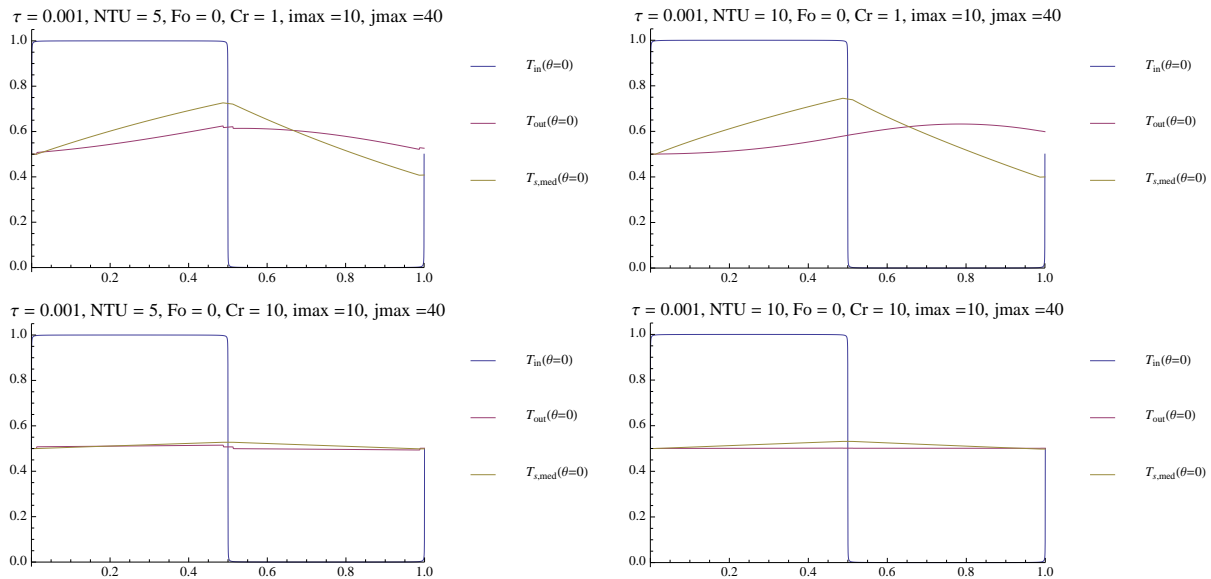 τ = 0.001, NTU = 5, Fo = 0, Cr = 1, imax =10, jmax =40
1.0
0.8
0.6
0.4
0.2
0.0
0.2 0.4 0.6 0.8 1.0
T_in(θ=0)
T_out(θ=0)
T_s,med(θ=0)
τ = 0.001, NTU = 10, Fo = 0, Cr = 1, imax =10, jmax =40
1.0
0.8
0.6
0.4
0.2
0.0
0.2 0.4 0.6 0.8 1.0
T_in(θ=0)
T_out(θ=0)
T_s,med(θ=0)
τ = 0.001, NTU = 5, Fo = 0, Cr = 10, imax =10, jmax =40
1.0
0.8
0.6
0.4
0.2
0.0
0.2 0.4 0.6 0.8 1.0
T_in(θ=0)
T_out(θ=0)
T_s,med(θ=0)
τ = 0.001, NTU = 10, Fo = 0, Cr = 10, imax =10, jmax =40
1.0
0.8
0.6
0.4
0.2
0.0
0.2 0.4 0.6 0.8 1.0
T_in(θ=0)
T_out(θ=0)
T_s,med(θ=0)